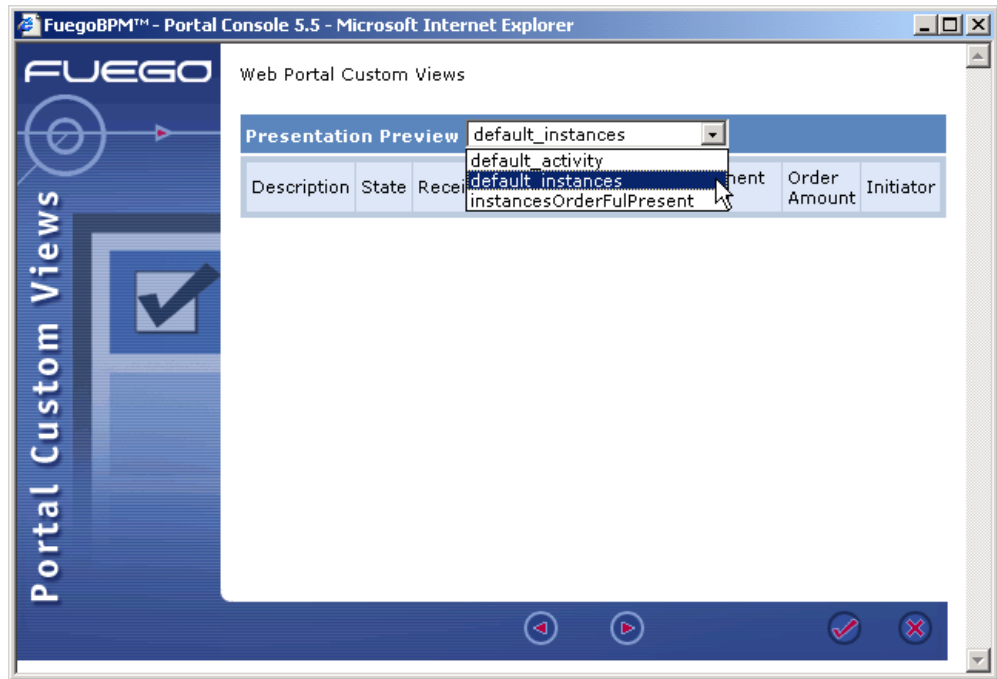 FuegoBPM™ - Portal Console 5.5 - Microsoft Internet Explorer
FUEGO
Web Portal Custom Views
Presentation Preview default_instances
default_activity
default_instances
instancesOrderFulPresent
Description State Order Amount Initiator
Portal Custom Views